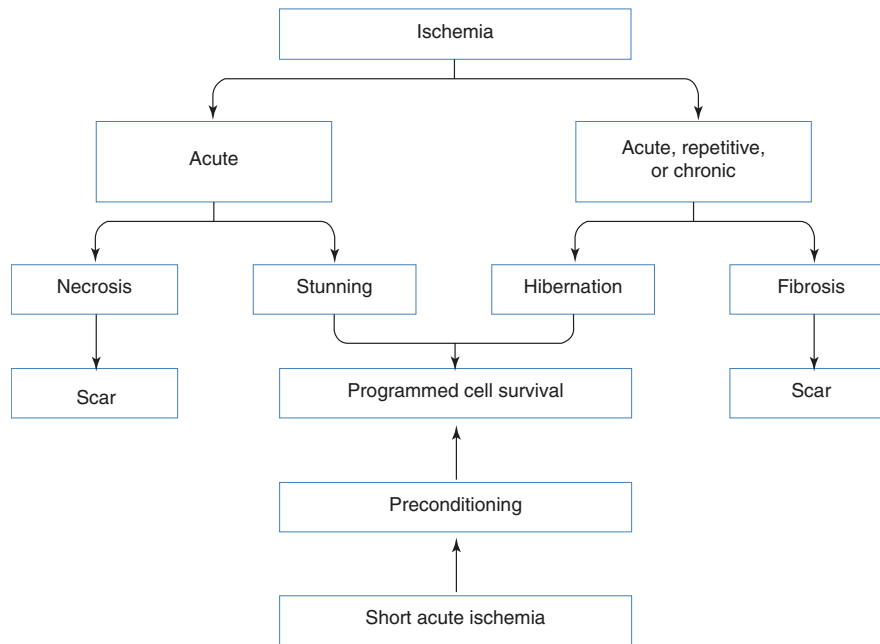 Ischemia
Acute
Acute, repetitive,
or chronic
Necrosis
Stunning
Hibernation
Fibrosis
Scar
Programmed cell survival
Scar
Preconditioning
Short acute ischemia